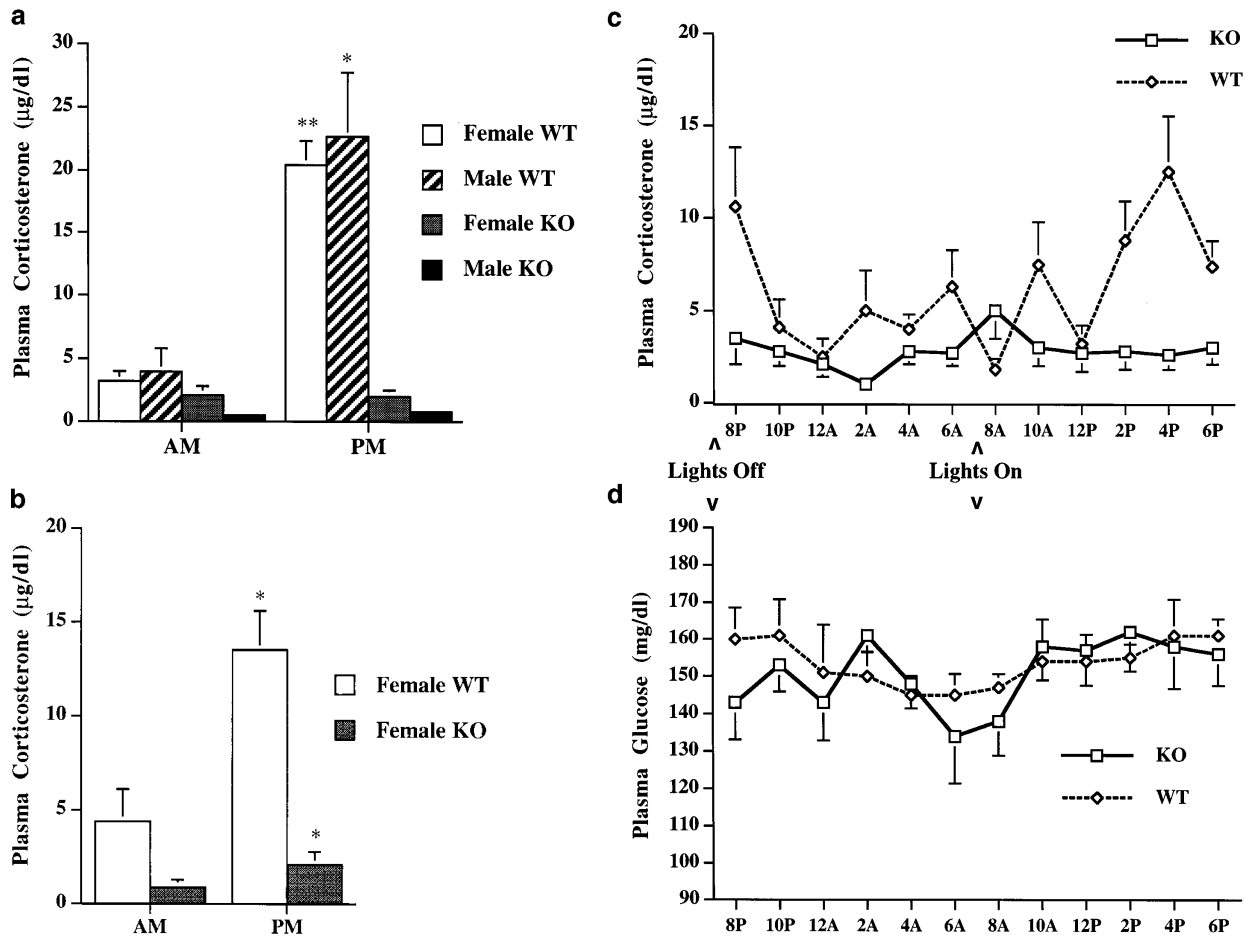 a
Plasma Corticosterone (µg/dl)
30
25
20
15
10
5
0
**
*
AM
PM
Female WT
Male WT
Female KO
Male KO
b
Plasma Corticosterone (µg/dl)
20
15
10
5
0
*
*
AM
PM
Female WT
Female KO
c
Plasma Corticosterone (µg/dl)
20
15
10
5
0
KO
WT
8P 10P 12A 2A 4A 6A 8A 10A 12P 2P 4P 6P
Lights Off
Lights On
d
Plasma Glucose (mg/dl)
190
180
170
160
150
140
130
120
110
100
90
KO
WT
8P 10P 12A 2A 4A 6A 8A 10A 12P 2P 4P 6P